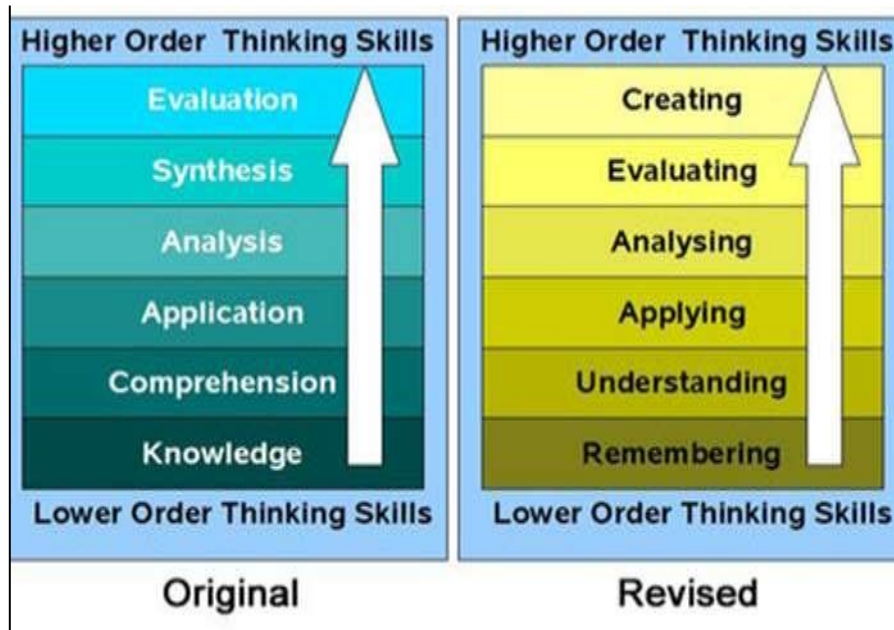 Higher Order Thinking Skills
Evaluation
Synthesis
Analysis
Application
Comprehension
Knowledge
Lower Order Thinking Skills
Original
Higher Order Thinking Skills
Creating
Evaluating
Analysing
Applying
Understanding
Remembering
Lower Order Thinking Skills
Revised